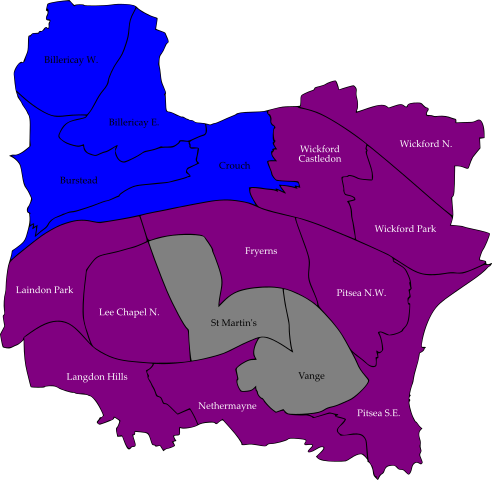 Billericay W.
Billericay E.
Burstead
Crouch
Wickford
Castledon
Wickford N.
Wickford Park
Fryerns
Laindon Park
Pitsea N.W.
Lee Chapel N.
St Martin's
Langdon Hills
Vange
Nethermayne
Pitsea S.E.